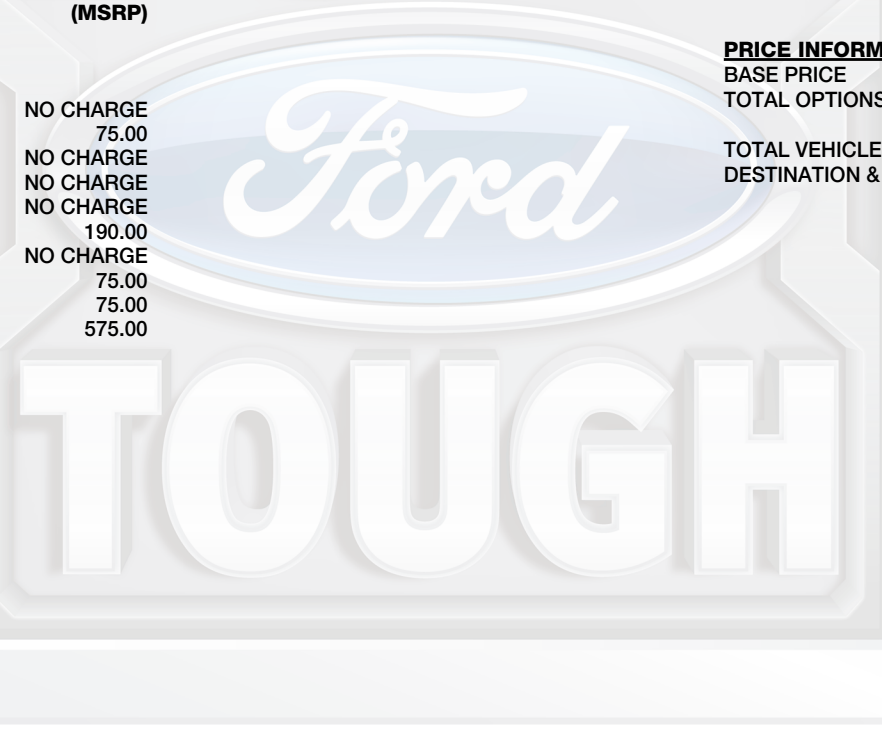 (MSRP)
NO CHARGE
75.00
NO CHARGE
NO CHARGE
NO CHARGE
190.00
NO CHARGE
75.00
75.00
575.00
PRICE INFORM
BASE PRICE
TOTAL OPTIONS
TOTAL VEHICLE
DESTINATION &
Ford
TOUGH